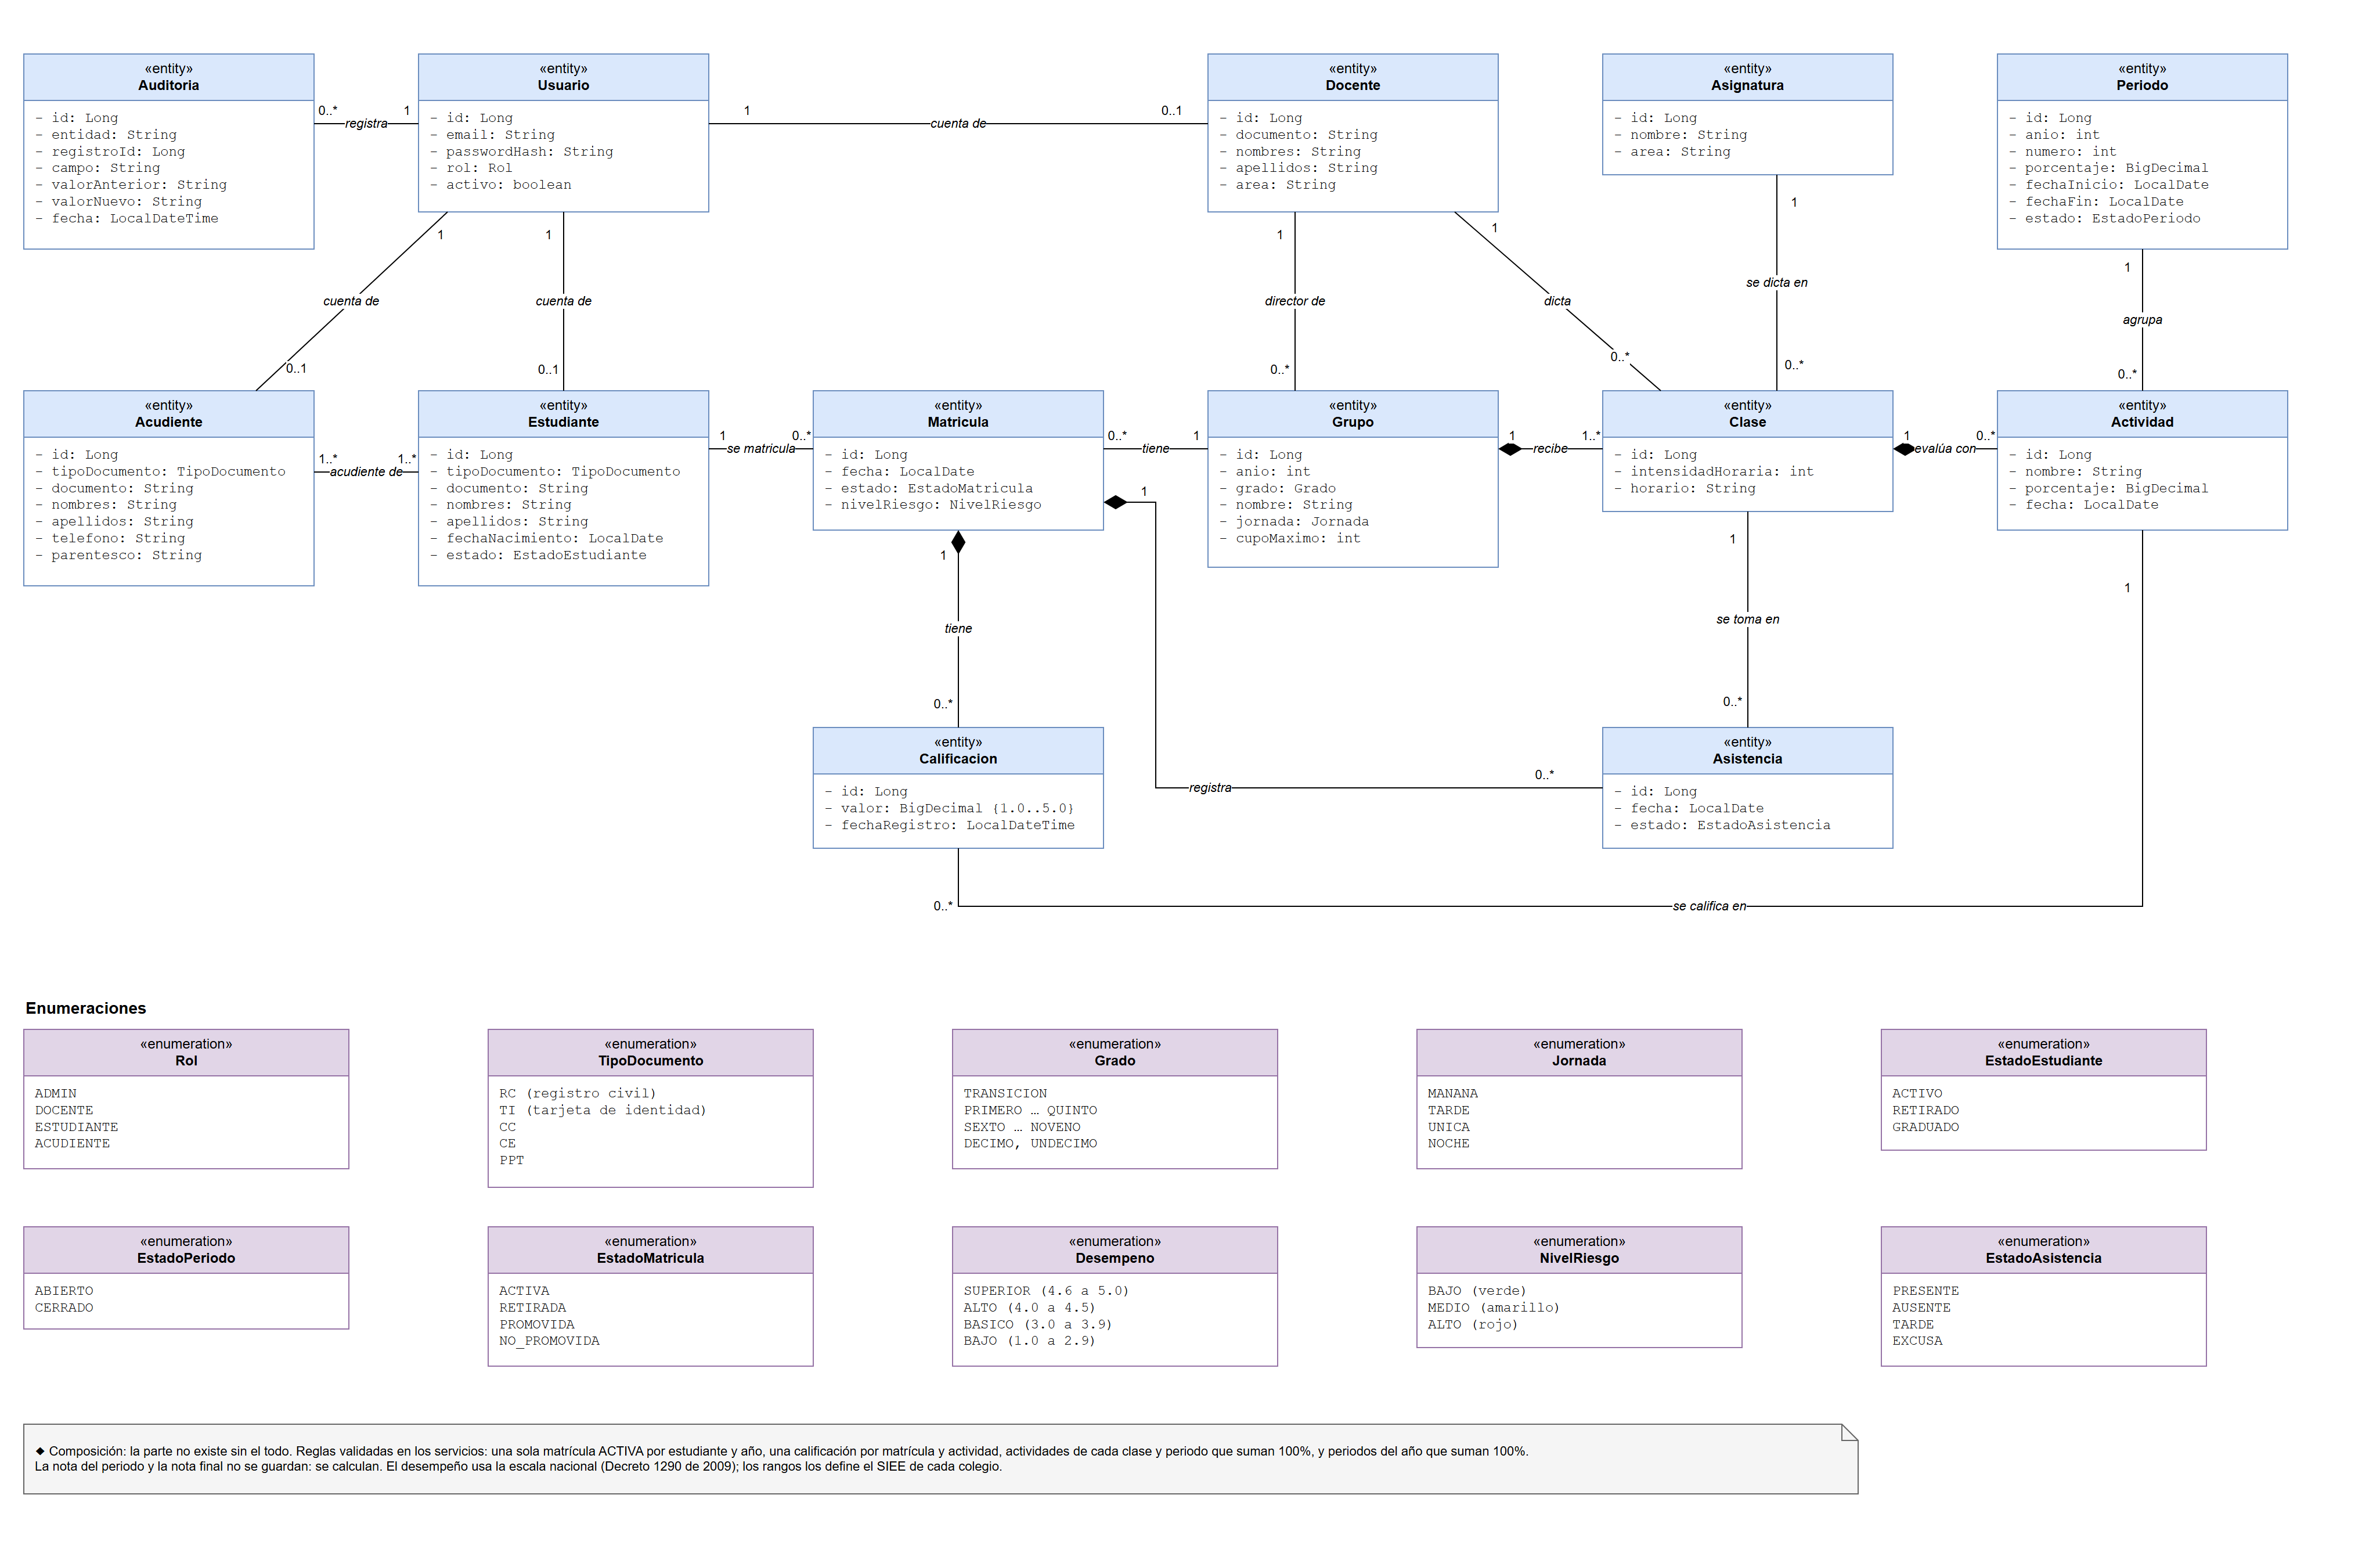 «entity»
Auditoria
- id: Long
- entidad: String
- registroId: Long
- campo: String
- valorAnterior: String
- valorNuevo: String
- fecha: LocalDateTime
0..*
registra
1
«entity»
Usuario
- id: Long
- email: String
- passwordHash: String
- rol: Rol
- activo: boolean
1
cuenta de
0..1
«entity»
Docente
- id: Long
- documento: String
- nombres: String
- apellidos: String
- area: String
«entity»
Asignatura
- id: Long
- nombre: String
- area: String
«entity»
Periodo
- id: Long
- anio: int
- numero: int
- porcentaje: BigDecimal
- fechaInicio: LocalDate
- fechaFin: LocalDate
- estado: EstadoPeriodo
1
cuenta de
0..1
1
cuenta de
0..1
1
director de
0..*
1
dicta
0..*
1
se dicta en
0..*
1
agrupa
0..*
«entity»
Acudiente
- id: Long
- tipoDocumento: TipoDocumento
- documento: String
- nombres: String
- apellidos: String
- telefono: String
- parentesco: String
1..*
acudiente de
1..*
«entity»
Estudiante
- id: Long
- tipoDocumento: TipoDocumento
- documento: String
- nombres: String
- apellidos: String
- fechaNacimiento: LocalDate
- estado: EstadoEstudiante
1
se matricula
0..*
«entity»
Matricula
- id: Long
- fecha: LocalDate
- estado: EstadoMatricula
- nivelRiesgo: NivelRiesgo
0..*
tiene
1
«entity»
Grupo
- id: Long
- anio: int
- grado: Grado
- nombre: String
- jornada: Jornada
- cupoMaximo: int
1
recibe
1..*
«entity»
Clase
- id: Long
- intensidadHoraria: int
- horario: String
1
evalúa con
0..*
«entity»
Actividad
- id: Long
- nombre: String
- porcentaje: BigDecimal
- fecha: LocalDate
1
tiene
0..*
1
registra
0..*
1
se toma en
0..*
1
«entity»
Calificacion
- id: Long
- valor: BigDecimal {1.0..5.0}
- fechaRegistro: LocalDateTime
«entity»
Asistencia
- id: Long
- fecha: LocalDate
- estado: EstadoAsistencia
0..*
se califica en
Enumeraciones
«enumeration»
Rol
ADMIN
DOCENTE
ESTUDIANTE
ACUDIENTE
«enumeration»
TipoDocumento
RC (registro civil)
TI (tarjeta de identidad)
CC
CE
PPT
«enumeration»
Grado
TRANSICION
PRIMERO … QUINTO
SEXTO … NOVENO
DECIMO, UNDECIMO
«enumeration»
Jornada
MANANA
TARDE
UNICA
NOCHE
«enumeration»
EstadoEstudiante
ACTIVO
RETIRADO
GRADUADO
«enumeration»
EstadoPeriodo
ABIERTO
CERRADO
«enumeration»
EstadoMatricula
ACTIVA
RETIRADA
PROMOVIDA
NO_PROMOVIDA
«enumeration»
Desempeno
SUPERIOR (4.6 a 5.0)
ALTO (4.0 a 4.5)
BASICO (3.0 a 3.9)
BAJO (1.0 a 2.9)
«enumeration»
NivelRiesgo
BAJO (verde)
MEDIO (amarillo)
ALTO (rojo)
«enumeration»
EstadoAsistencia
PRESENTE
AUSENTE
TARDE
EXCUSA
◆ Composición: la parte no existe sin el todo. Reglas validadas en los servicios: una sola matrícula ACTIVA por estudiante y año, una calificación por matrícula y actividad, actividades de cada clase y periodo que suman 100%, y periodos del año que suman 100%.
La nota del periodo y la nota final no se guardan: se calculan. El desempeño usa la escala nacional (Decreto 1290 de 2009); los rangos los define el SIEE de cada colegio.